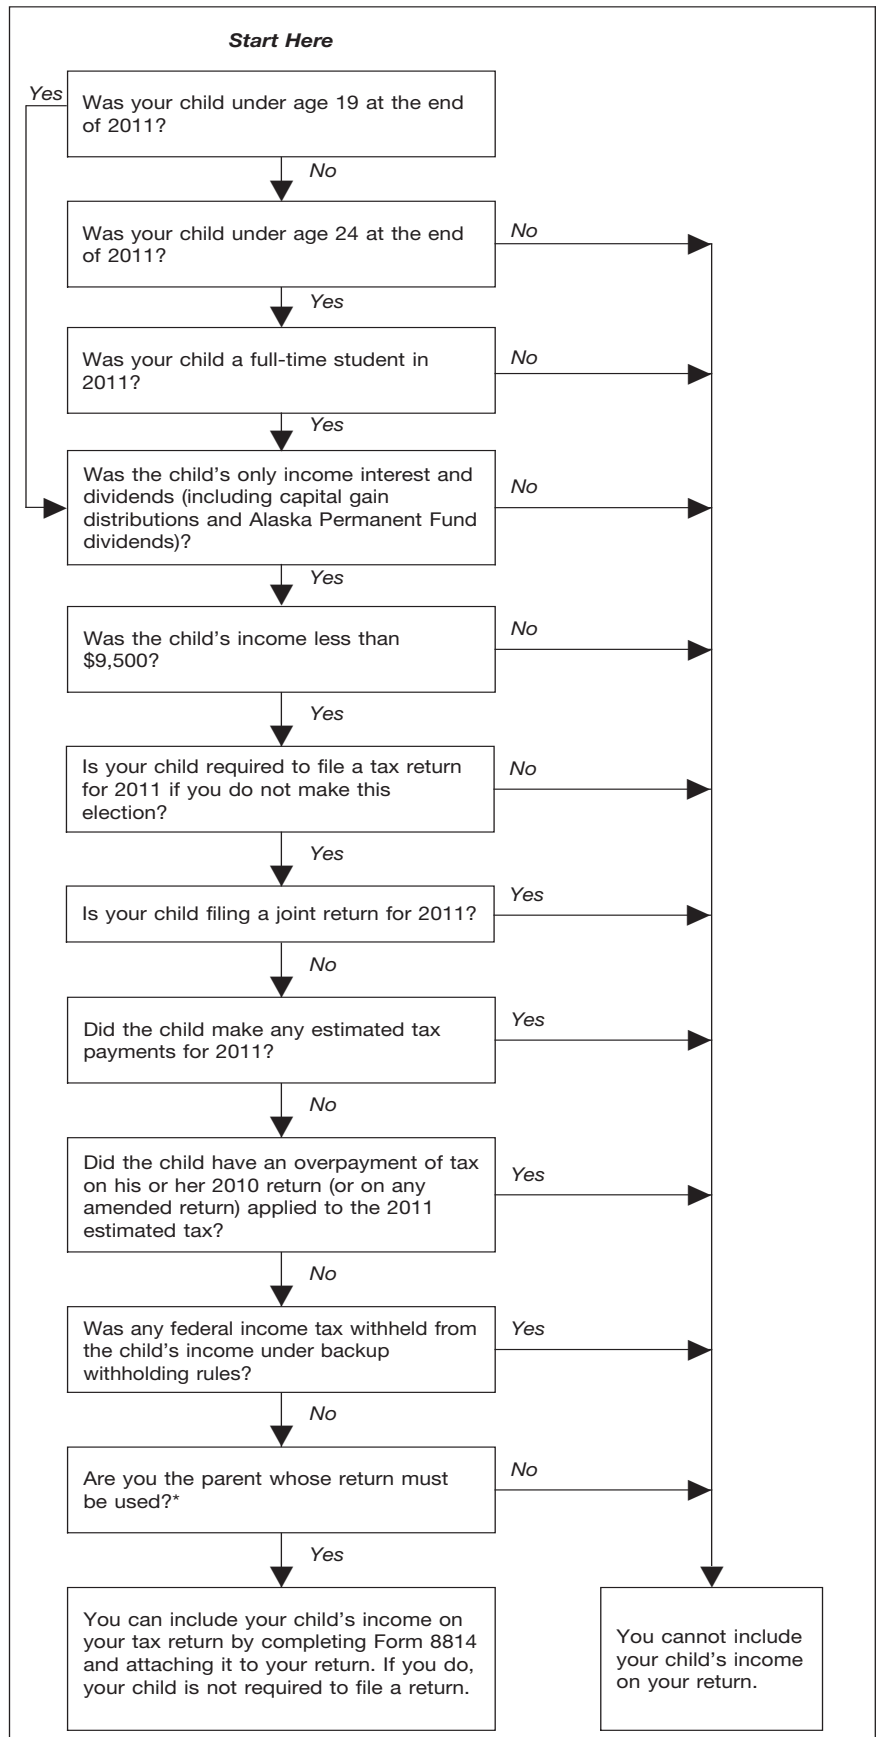 Start Here
Yes
Was your child under age 19 at the end
of 2011?
No
Was your child under age 24 at the end
of 2011?
No
Yes
Was your child a full-time student in
2011?
No
Yes
Was the child's only income interest and
dividends (including capital gain
distributions and Alaska Permanent Fund
dividends)?
No
Yes
Was the child's income less than
$9,500?
No
Yes
Is your child required to file a tax return
for 2011 if you do not make this
election?
No
Yes
Is your child filing a joint return for 2011?
Yes
No
Did the child make any estimated tax
payments for 2011?
Yes
No
Did the child have an overpayment of tax
on his or her 2010 return (or on any
amended return) applied to the 2011
estimated tax?
Yes
No
Was any federal income tax withheld from
the child's income under backup
withholding rules?
Yes
No
Are you the parent whose return must
be used?*
No
Yes
You can include your child's income on
your tax return by completing Form 8814
and attaching it to your return. If you do,
your child is not required to file a return.
You cannot include
your child's income
on your return.